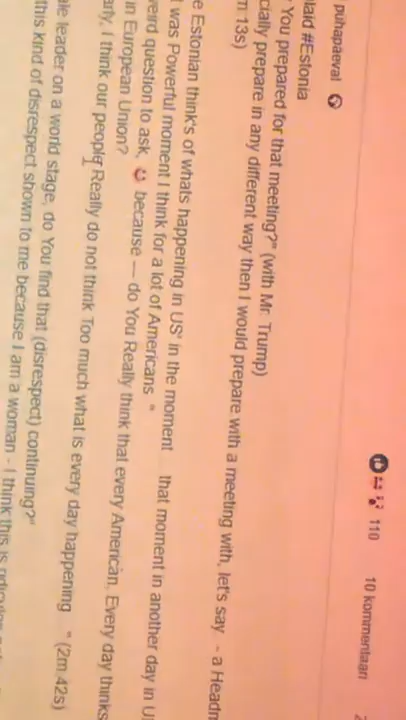 pühapaeval
110
10 kommentaari
laid #Estonia
You prepared for that meeting?" (with Mr. Trump)
cially prepare in any different way then I would prepare with a meeting with, let's say - a Headm
m 13s)
e Estonian think's of whats happening in US' in the moment that moment in another day in U
was Powerful moment I think for a lot of Americans "
veird question to ask, because — do You Really think that every American, Every day thinks
in European Union?
arly, I think our people Really do not think Too much what is every day happening " (2m 42s)
ale leader on a world stage, do You find that (disrespect) continuing?"
this kind of disrespect shown to me because I am a woman - I think this is